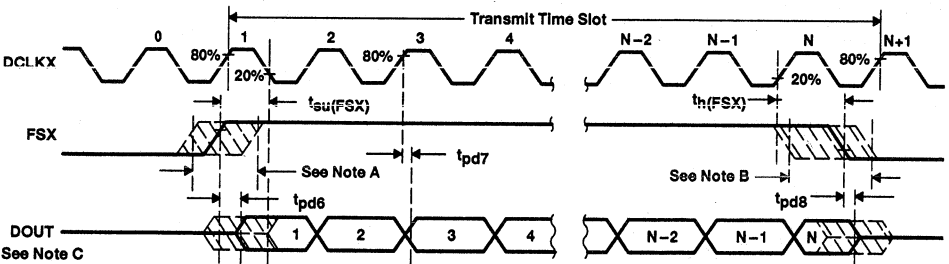 Transmit Time Slot
0 1 2 3 4 N−2 N−1 N N+1
DCLKX 80% 20% 80% 20% 80%
tsu(FSX) th(FSX)
FSX
See Note A tpd7 See Note B
tpd6 tpd8
DOUT 1 2 3 4 N−2 N−1 N
See Note C